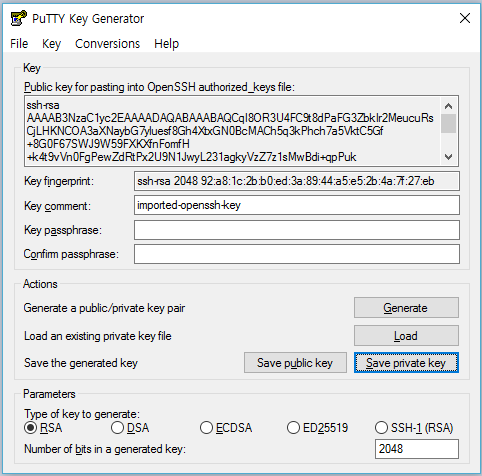 PuTTY Key Generator
File Key Conversions Help
Key
Public key for pasting into OpenSSH authorized_keys file:
ssh-rsa
AAAAB3NzaC1yc2EAAAADAQABAAABAQCqI8OR3U4FC9t8dPaFG3ZbkIr2MeucuRs
CjLHKNCOA3aXNaybG7yluesf8Gh4XtxGN0BcMACh5q3kPhch7a5VktC5Gf
+8G0F67SWJ9W59FXKXfnFomfH
+k4t9vVn0FgPewZdRtPx2U9N1JwyL231agkyVzZ7z1sMwBdi+qpPuk
Key fingerprint: ssh-rsa 2048 92:a8:1c:2b:b0:ed:3a:89:44:a5:e5:2b:4a:7f:27:eb
Key comment: imported-openssh-key
Key passphrase:
Confirm passphrase:
Actions
Generate a public/private key pair Generate
Load an existing private key file Load
Save the generated key Save public key Save private key
Parameters
Type of key to generate:
RSA DSA ECDSA ED25519 SSH-1 (RSA)
Number of bits in a generated key: 2048